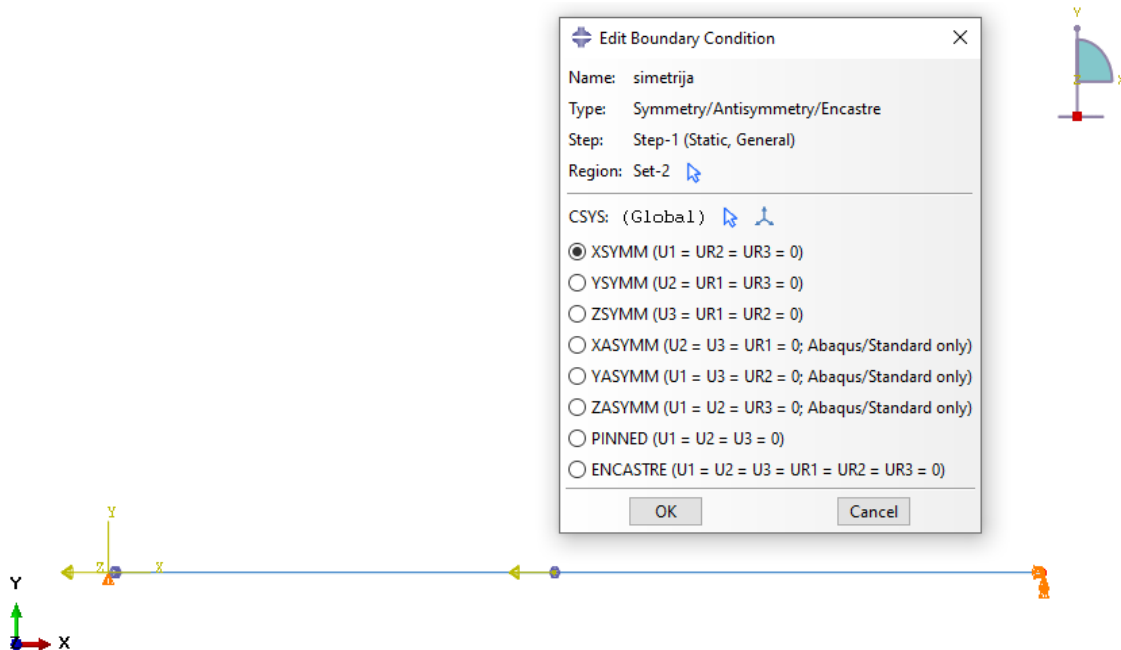 Y
Z
X
Edit Boundary Condition
Name: simetrija
Type: Symmetry/Antisymmetry/Encastre
Step: Step-1 (Static, General)
Region: Set-2
CSYS: (Global)
XSYMM (U1 = UR2 = UR3 = 0)
YSYMM (U2 = UR1 = UR3 = 0)
ZSYMM (U3 = UR1 = UR2 = 0)
XASYMM (U2 = U3 = UR1 = 0; Abaqus/Standard only)
YASYMM (U1 = U3 = UR2 = 0; Abaqus/Standard only)
ZASYMM (U1 = U2 = UR3 = 0; Abaqus/Standard only)
PINNED (U1 = U2 = U3 = 0)
ENCASTRE (U1 = U2 = U3 = UR1 = UR2 = UR3 = 0)
OK Cancel
Y
Z X
Y
Z X